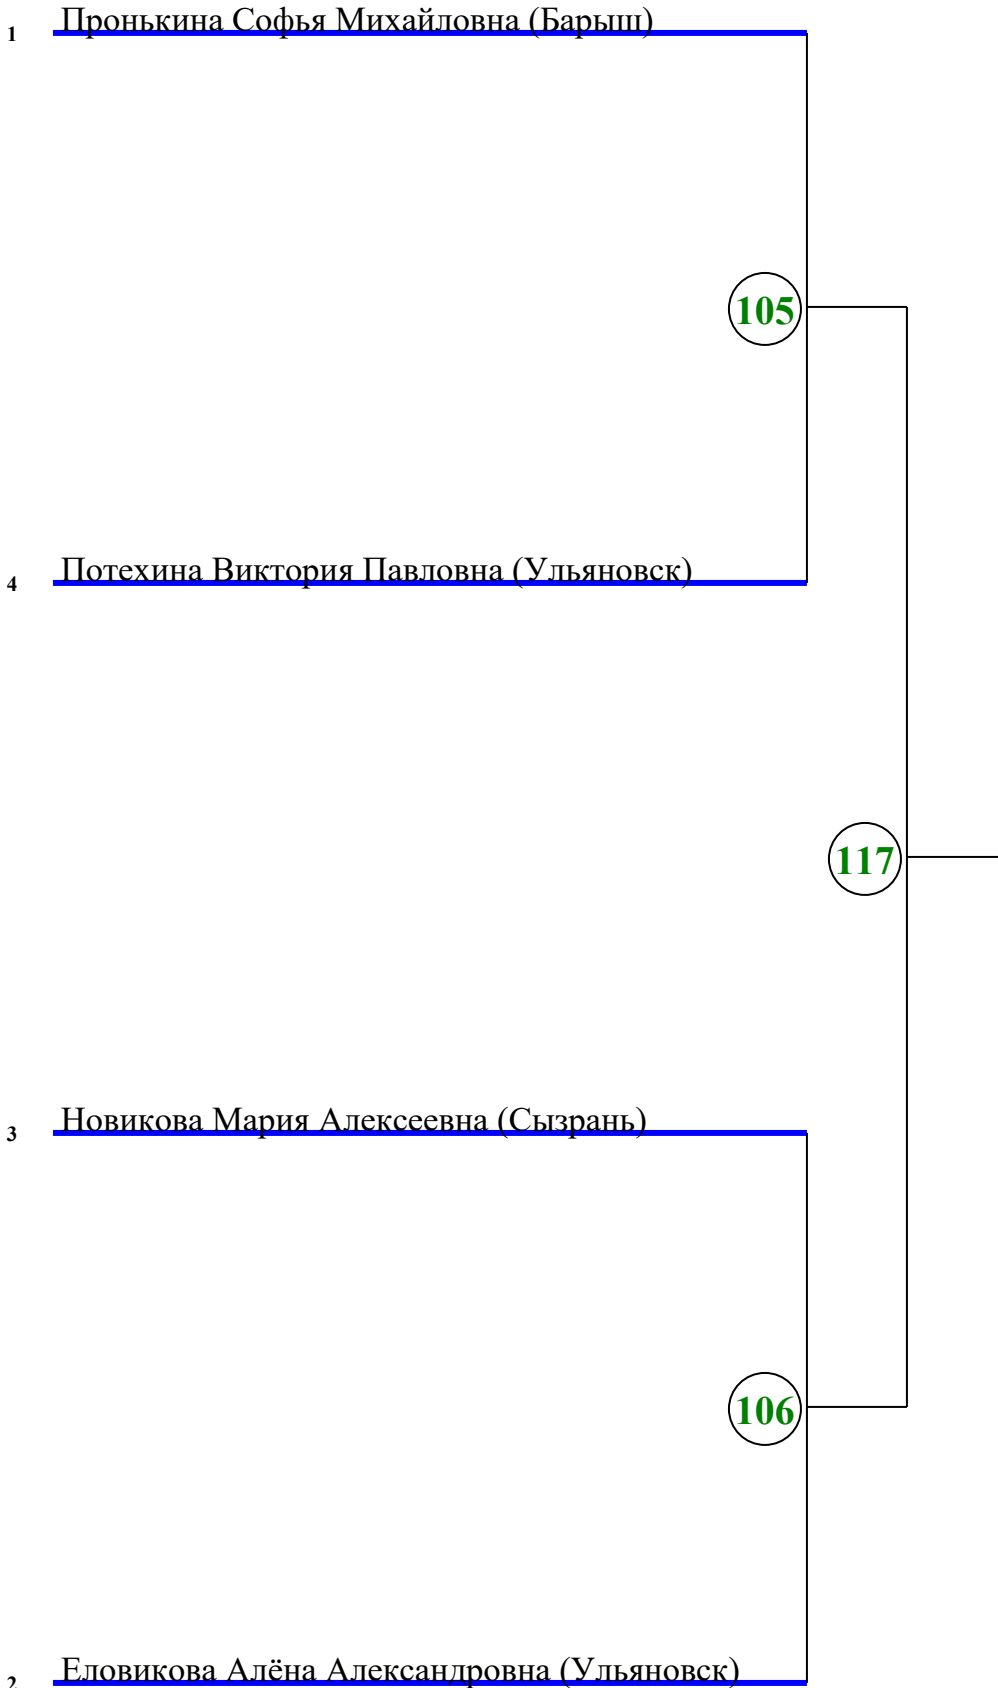 1 Пронькина Софья Михайловна (Барыш)
105
4 Потехина Виктория Павловна (Ульяновск)
117
3 Новикова Мария Алексеевна (Сызрань)
106
2 Еловикова Алёна Александровна (Ульяновск)